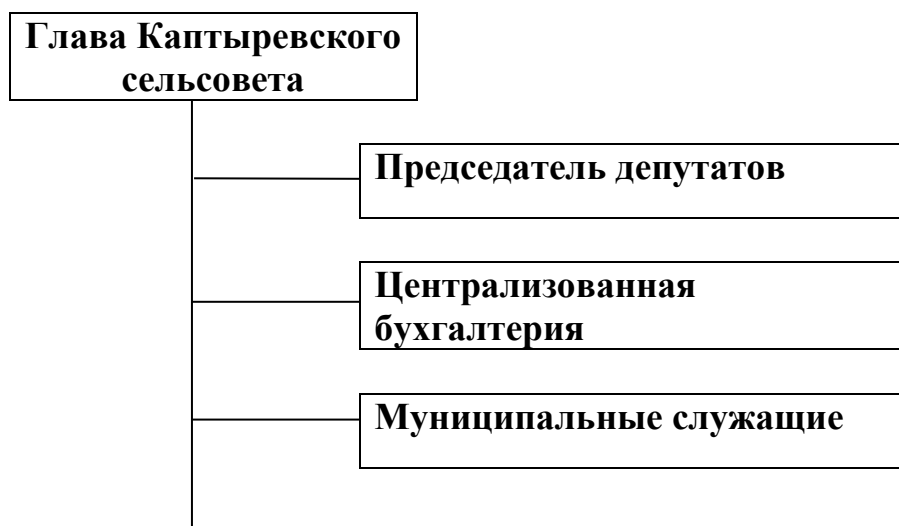 Глава Каптыревского
сельсовета
Председатель депутатов
Централизованная
бухгалтерия
Муниципальные служащие